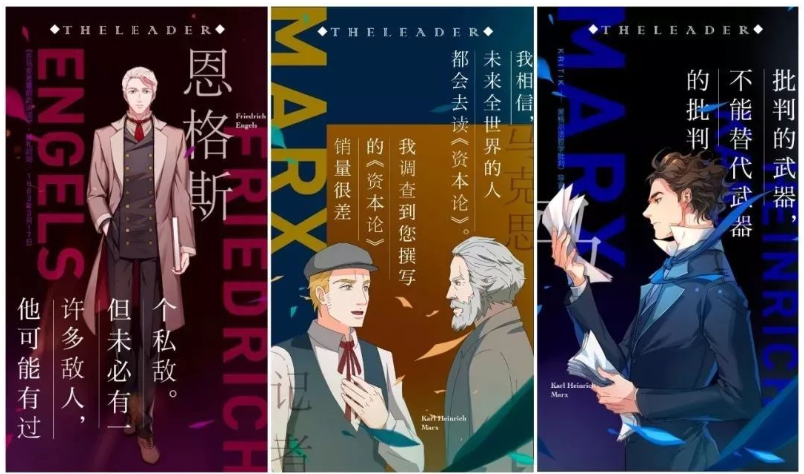 THELEADER
ENGELS
恩格斯
Friedrich
Engels
FRIEDRICH
他可能有过
许多敌人，
但未必有一
个私敌。
THELEADER
MARX
我相信，
未来全世界的人
都会去读《资本论》。
马克思
我调查到您撰写
的《资本论》
销量很差
记者
Karl Heinrich
Marx
THELEADER
MARX
KRITIK
批判的武器，
不能替代武器
的批判
HEINRICH
Karl Heinrich
Marx